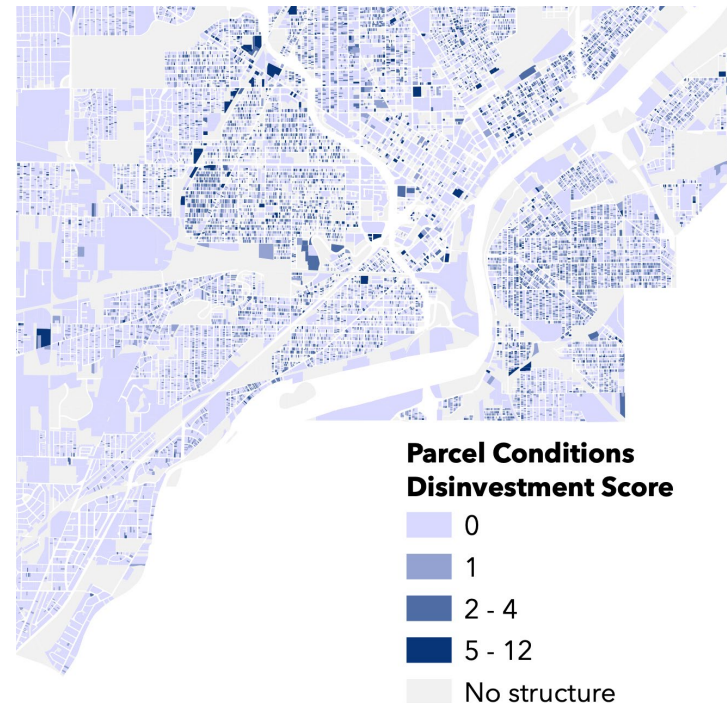 Parcel Conditions
Disinvestment Score
0
1
2 - 4
5 - 12
No structure